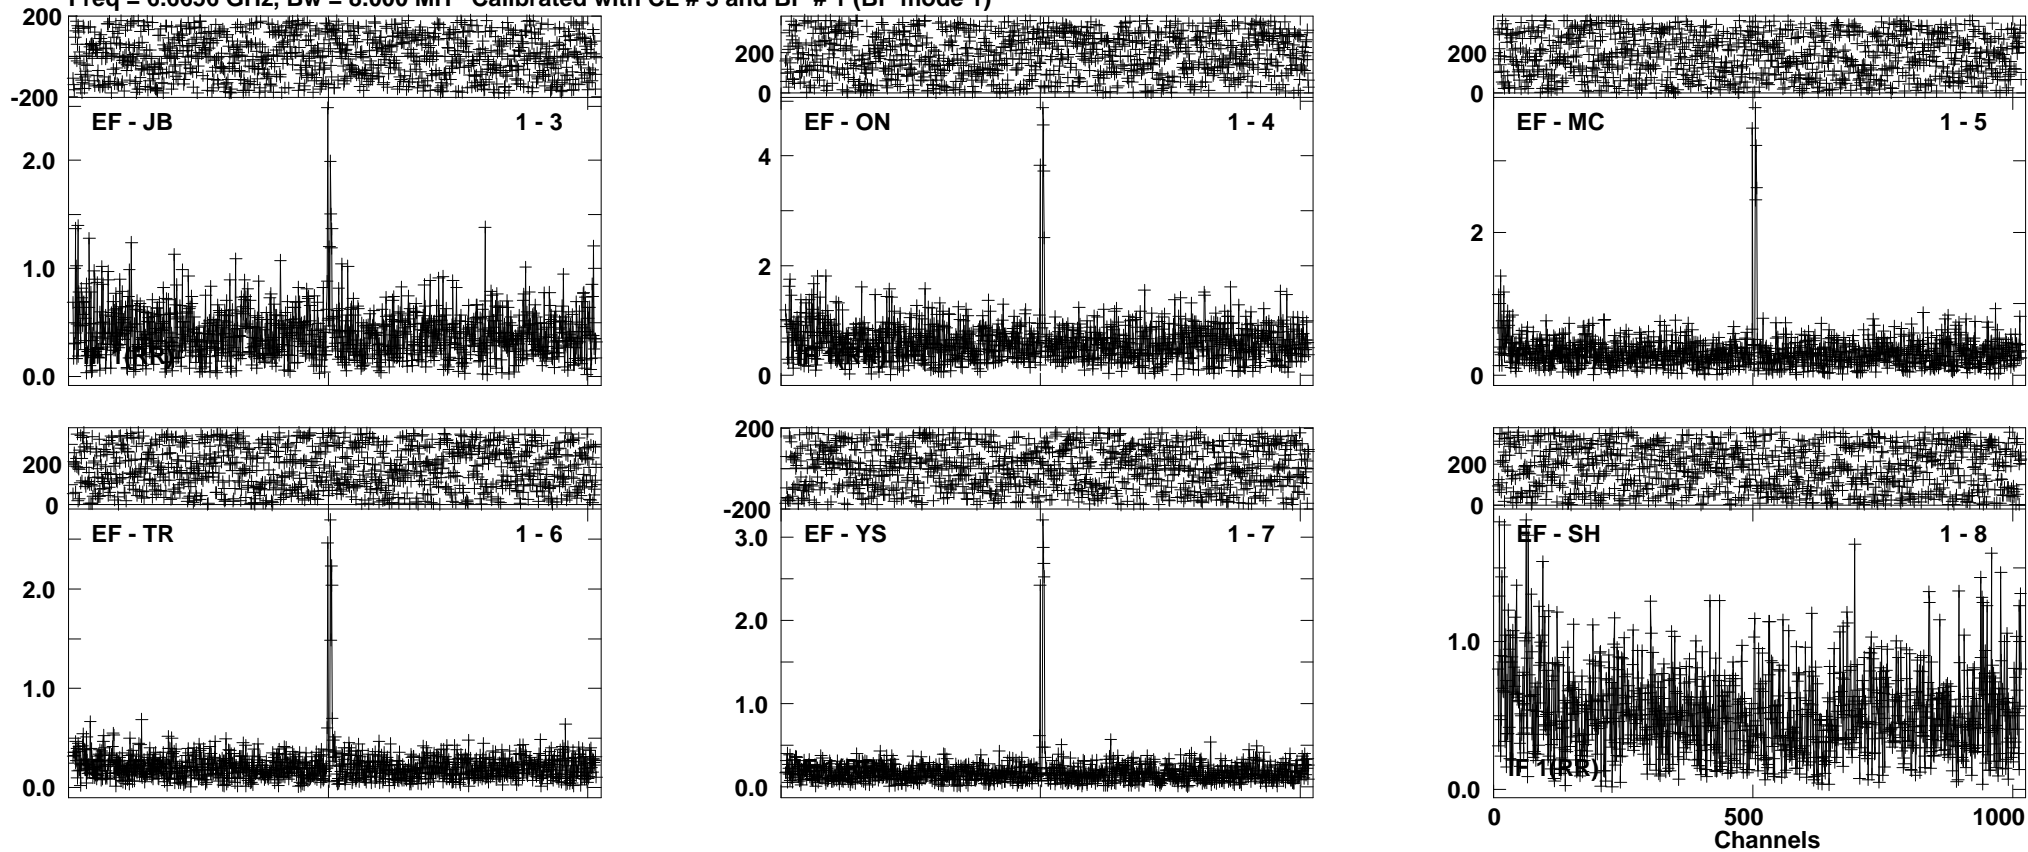 Freq = 6.6656 GHz, Bw = 8.000 MH Calibrated with CL # 3 and BP # 1 (BP mode 1)
200
-200
EF - JB
1 - 3
2.0
1.0
0.0
IF 1(RR)
200
0
EF - ON
1 - 4
4
2
0
200
0
EF - MC
1 - 5
2
0
200
0
EF - TR
1 - 6
2.0
1.0
0.0
200
-200
EF - YS
1 - 7
3.0
2.0
1.0
0.0
200
0
EF - SH
1 - 8
1.0
0.0
IF 1(RR)
0
500
1000
Channels